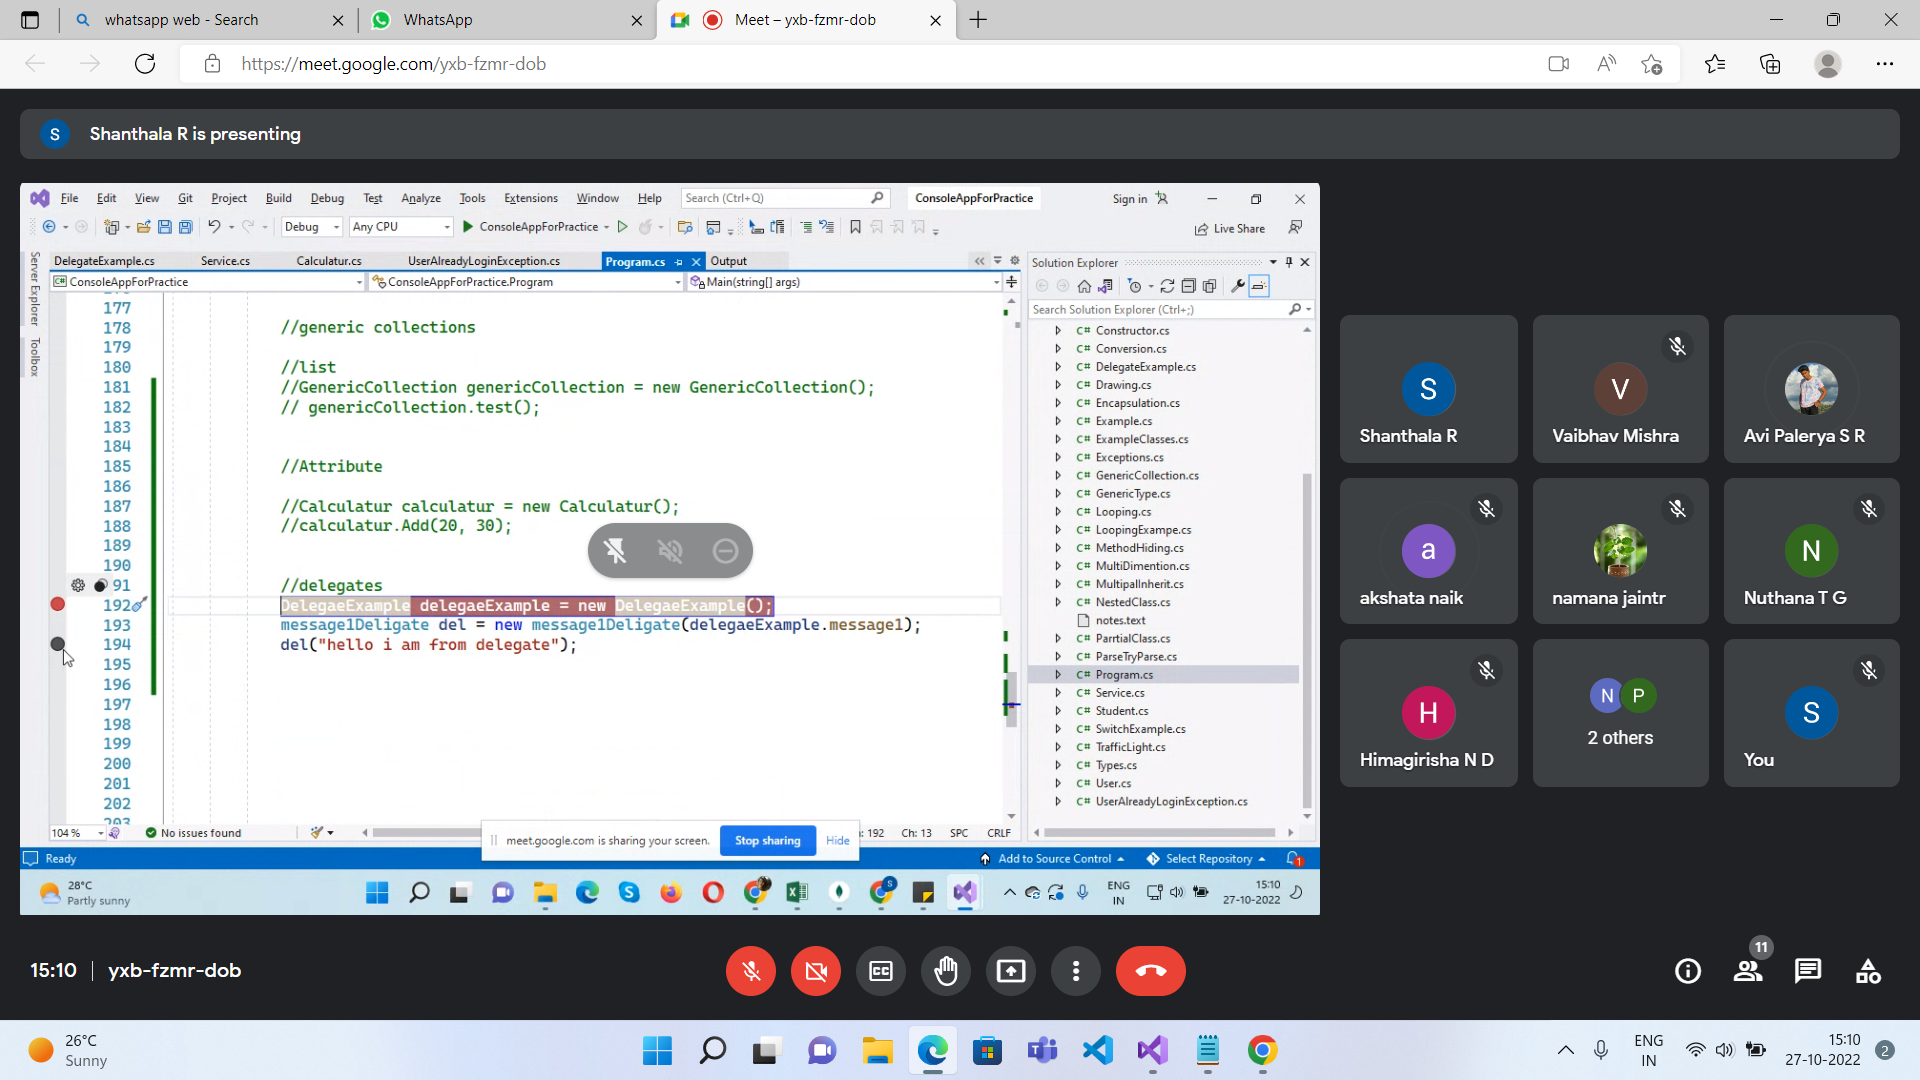 whatsapp web - Search
WhatsApp
Meet – yxb-fzmr-dob
https://meet.google.com/yxb-fzmr-dob
S
Shanthala R is presenting
File Edit View Git Project Build Debug Test Analyze Tools Extensions Window Help
Search (Ctrl+Q)
ConsoleAppForPractice
Sign in
Debug
Any CPU
ConsoleAppForPractice
Live Share
Server Explorer
Toolbox
DelegateExample.cs
Service.cs
Calculatur.cs
UserAlreadyLoginException.cs
Program.cs
Output
ConsoleAppForPractice
ConsoleAppForPractice.Program
Main(string[] args)
177
178 //generic collections
179
180 //list
181 //GenericCollection genericCollection = new GenericCollection();
182 // genericCollection.test();
183
184
185 //Attribute
186
187 //Calculatur calculatur = new Calculatur();
188 //calculatur.Add(20, 30);
189
190
91 //delegates
192 DelegaeExample delegaeExample = new DelegaeExample();
193 message1Deligate del = new message1Deligate(delegaeExample.message1);
194 del("hello i am from delegate");
195
196
197
198
199
200
201
202
203
104 %
No issues found
: 192
Ch: 13
SPC
CRLF
meet.google.com is sharing your screen.
Stop sharing
Hide
Ready
Add to Source Control
Select Repository
1
Solution Explorer
Search Solution Explorer (Ctrl+;)
C# Constructor.cs
C# Conversion.cs
C# DelegateExample.cs
C# Drawing.cs
C# Encapsulation.cs
C# Example.cs
C# ExampleClasses.cs
C# Exceptions.cs
C# GenericCollection.cs
C# GenericType.cs
C# Looping.cs
C# LoopingExampe.cs
C# MethodHiding.cs
C# MultiDimention.cs
C# MultipalInherit.cs
C# NestedClass.cs
notes.text
C# ParrtialClass.cs
C# ParseTryParse.cs
C# Program.cs
C# Service.cs
C# Student.cs
C# SwitchExample.cs
C# TrafficLight.cs
C# Types.cs
C# User.cs
C# UserAlreadyLoginException.cs
28°C
Partly sunny
S
ENG
IN
15:10
27-10-2022
S
Shanthala R
V
Vaibhav Mishra
Avi Palerya S R
a
akshata naik
namana jaintr
N
Nuthana T G
H
Himagirisha N D
N P
2 others
S
You
15:10 | yxb-fzmr-dob
CC
11
26°C
Sunny
ENG
IN
15:10
27-10-2022
2